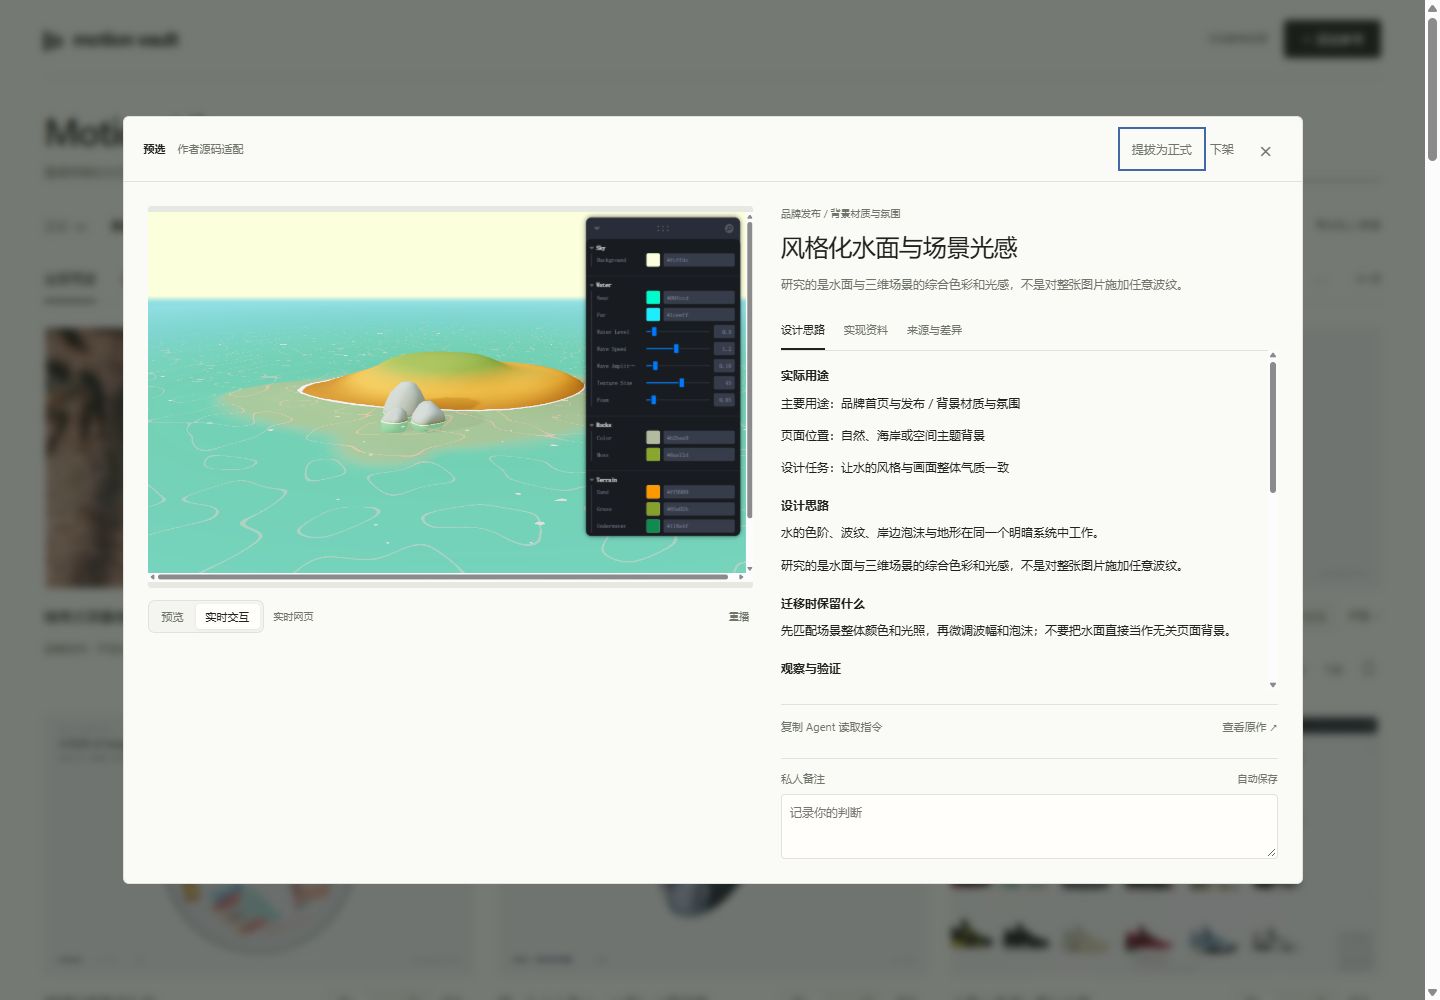 motion vault
预选 作者源码适配
提拔为正式 下架 ×
品牌发布 / 背景材质与氛围
风格化水面与场景光感
研究的是水面与三维场景的综合色彩和光感，不是对整张图片施加任意波纹。
设计思路 实现资料 来源与差异
实际用途
主要用途：品牌首页与发布 / 背景材质与氛围
页面位置：自然、海岸或空间主题背景
设计任务：让水的风格与画面整体气质一致
设计思路
水的色阶、波纹、岸边泡沫与地形在同一个明暗系统中工作。
研究的是水面与三维场景的综合色彩和光感，不是对整张图片施加任意波纹。
迁移时保留什么
先匹配场景整体颜色和光照，再微调波幅和泡沫；不要把水面直接当作无关页面背景。
观察与验证
复制 Agent 读取指令 查看原作 ↗
私人备注 自动保存
记录你的判断
Sky
Background
Water
Near
Far
Water Level
Wave Speed
Wave Amplit
Texture Size
Foam
Rocks
Color
Moss
Terrain
Sand
Grass
Underwater
预览 实时交互 实时网页 重播